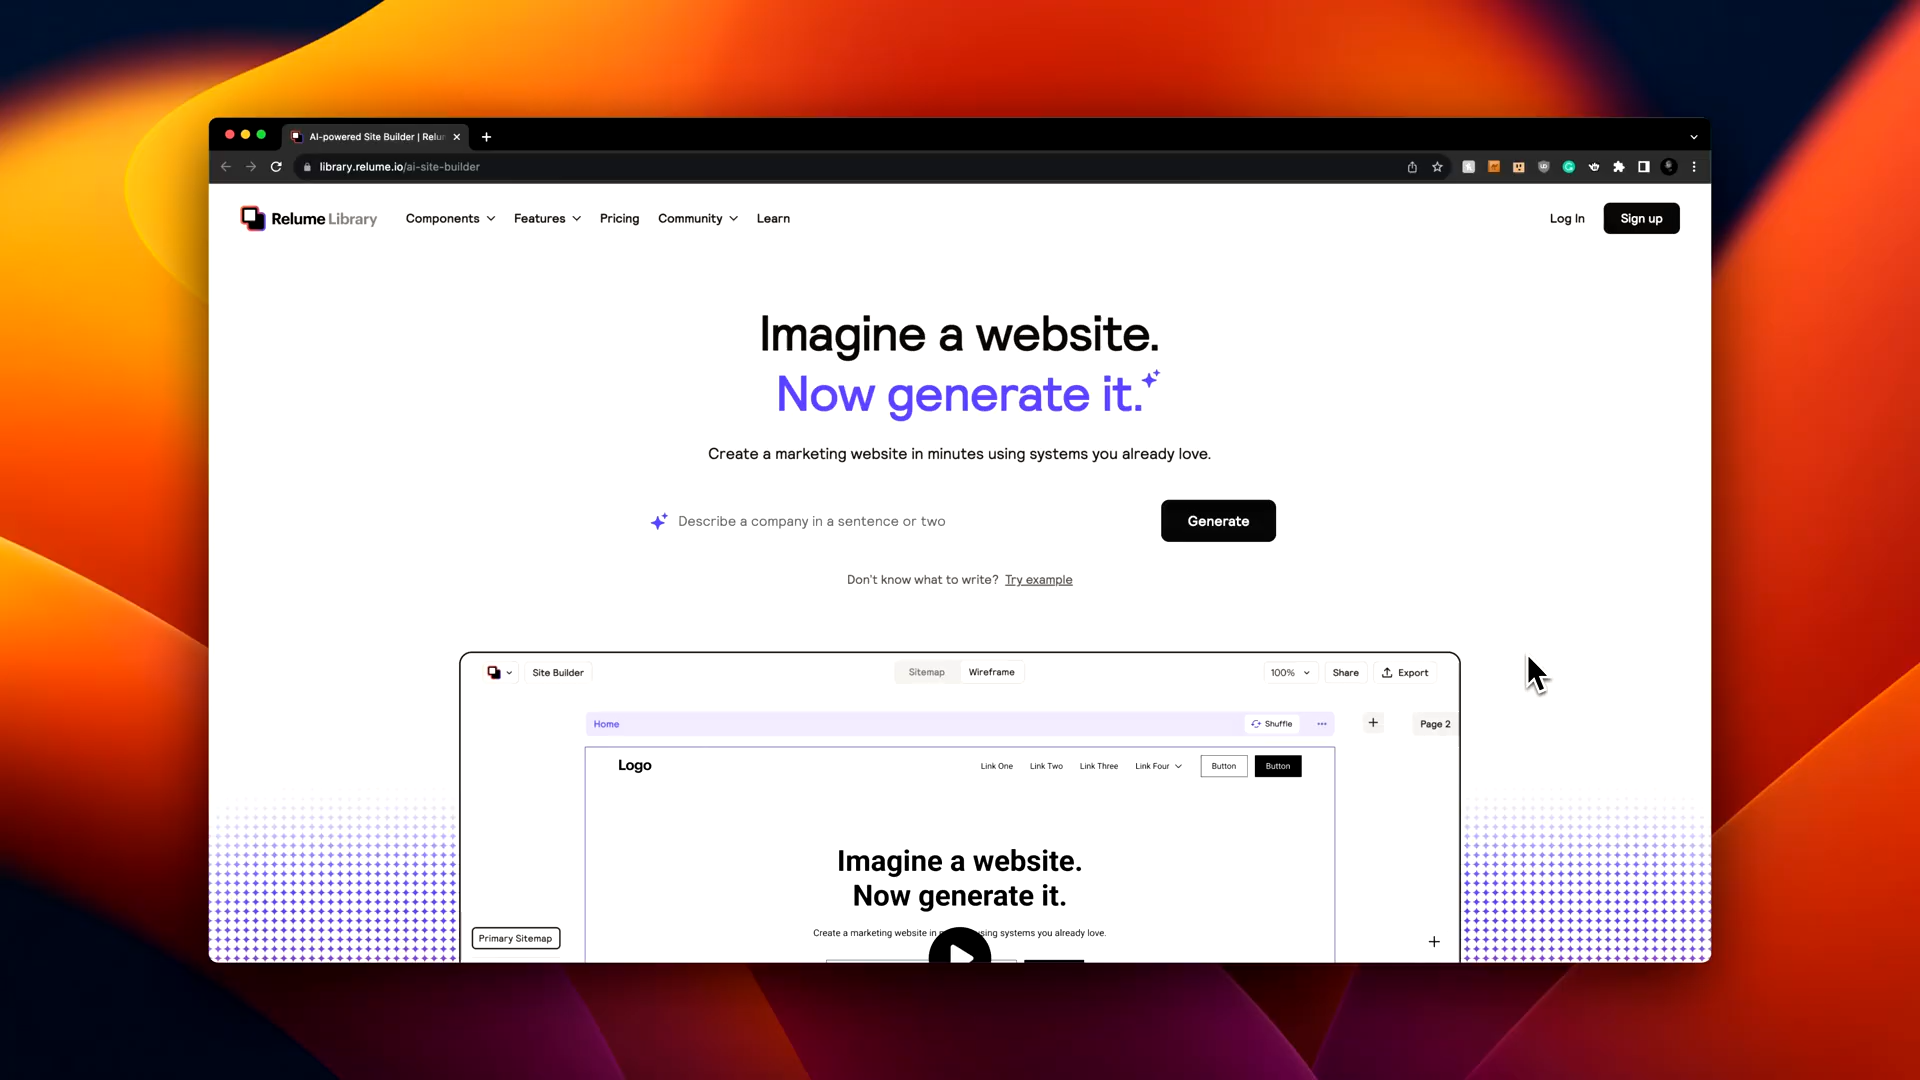 AI-powered Site Builder | Relur
library.relume.io/ai-site-builder
Relume Library
Components
Features
Pricing
Community
Learn
Log In
Sign up
Imagine a website.
Now generate it.
Create a marketing website in minutes using systems you already love.
Describe a company in a sentence or two
Generate
Don't know what to write? Try example
Site Builder
Sitemap
Wireframe
100%
Share
Export
Home
Shuffle
Page 2
Logo
Link One
Link Two
Link Three
Link Four
Button
Button
Imagine a website.
Now generate it.
Create a marketing website in using systems you already love.
Primary Sitemap